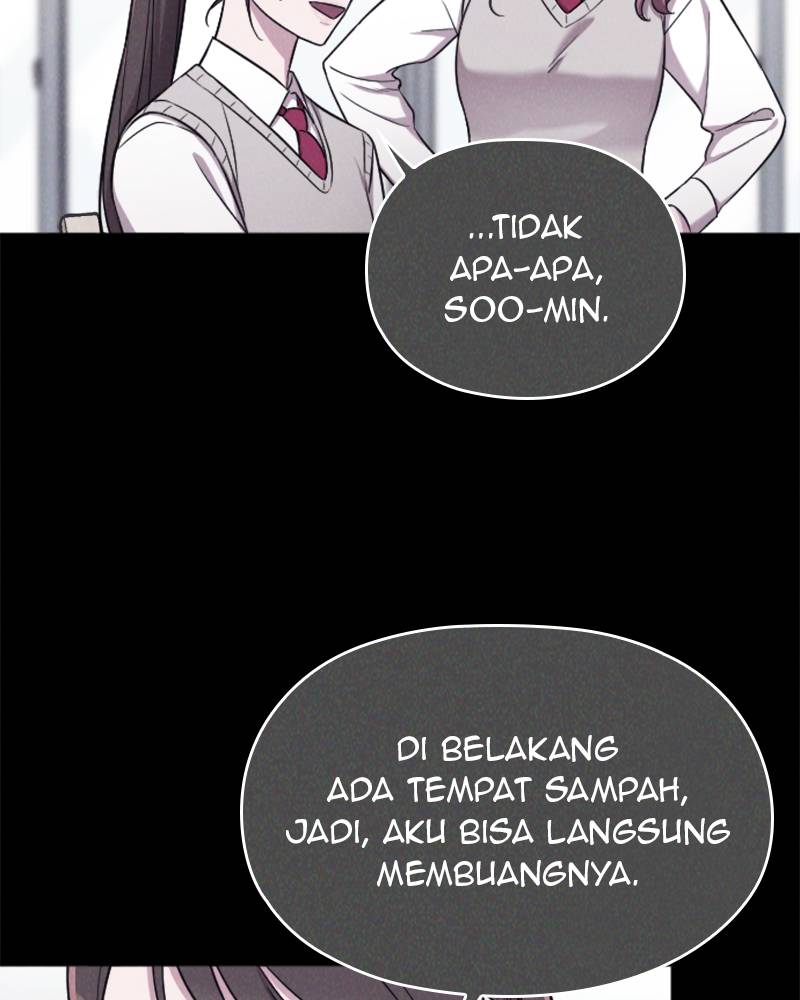 ...TIDAK
APA-APA,
SOO-MIN.
DI BELAKANG
ADA TEMPAT SAMPAH,
JADI, AKU BISA LANGSUNG
MEMBUANGNYA.